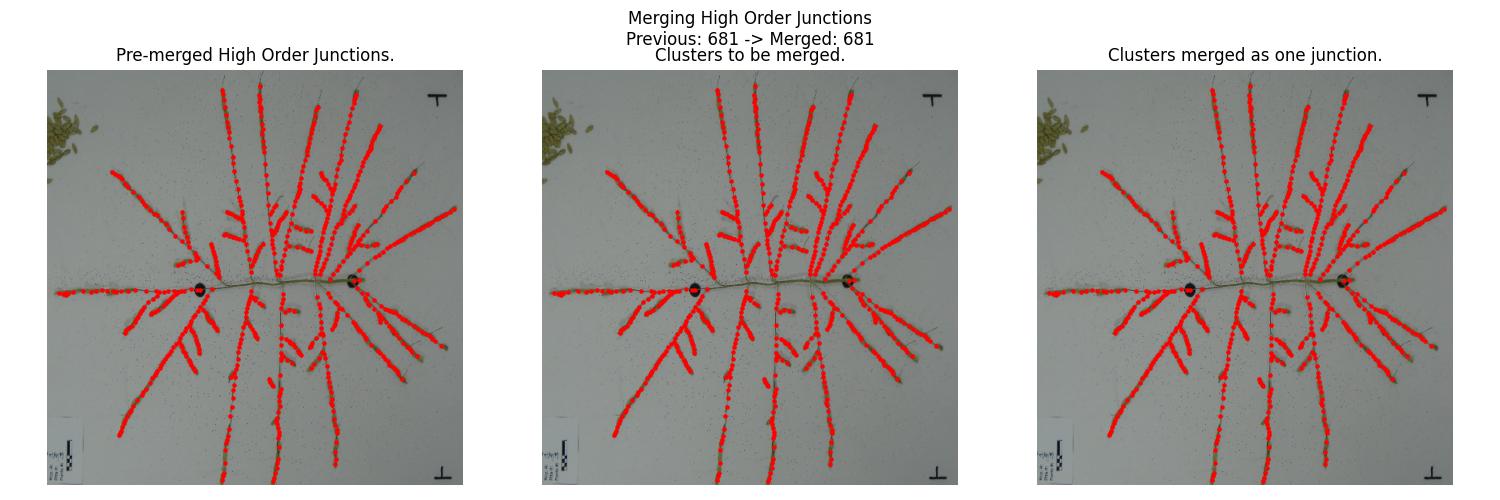 Merging High Order Junctions
Previous: 681 -> Merged: 681
Pre-merged High Order Junctions.
Clusters to be merged.
Clusters merged as one junction.